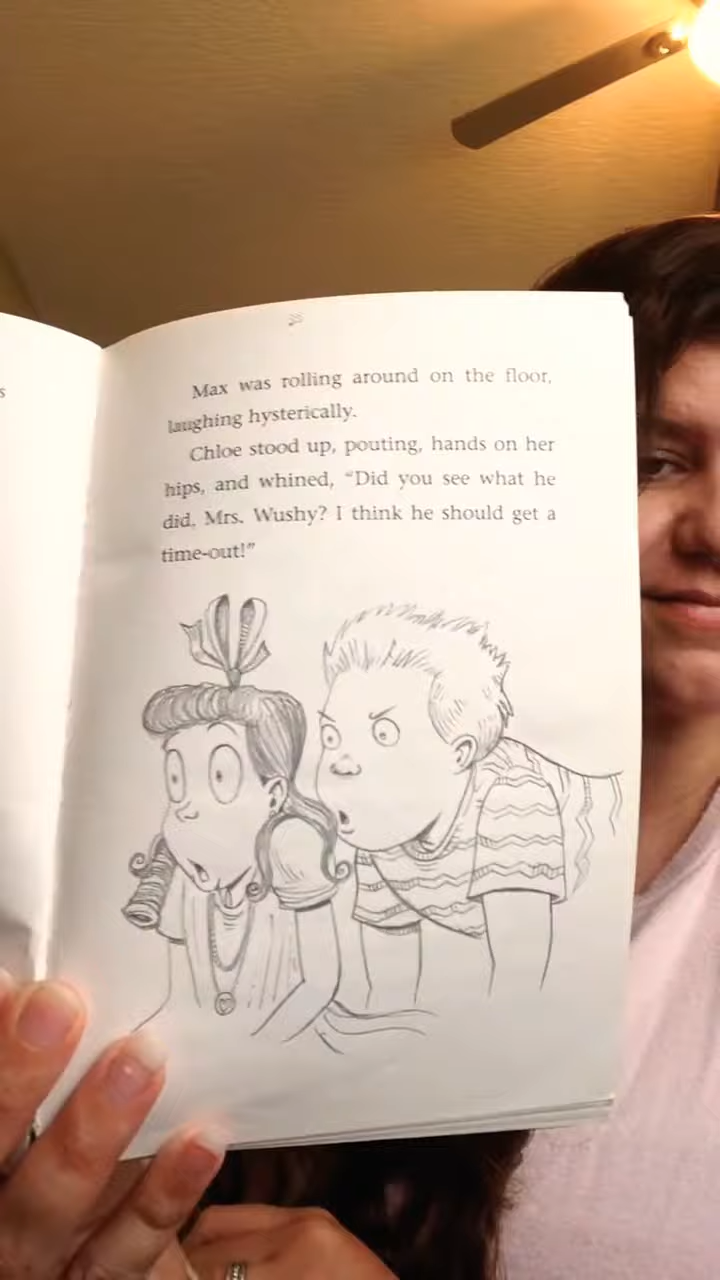 s
Max was rolling around on the floor,
laughing hysterically.
Chloe stood up, pouting, hands on her
hips, and whined, “Did you see what he
did, Mrs. Wushy? I think he should get a
time-out!”